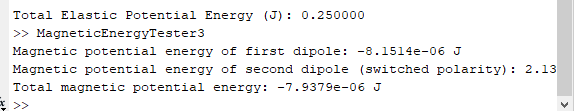 Total Elastic Potential Energy (J): 0.250000
>> MagneticEnergyTester3
Magnetic potential energy of first dipole: -8.1514e-06 J
Magnetic potential energy of second dipole (switched polarity): 2.13
Total magnetic potential energy: -7.9379e-06 J
>>